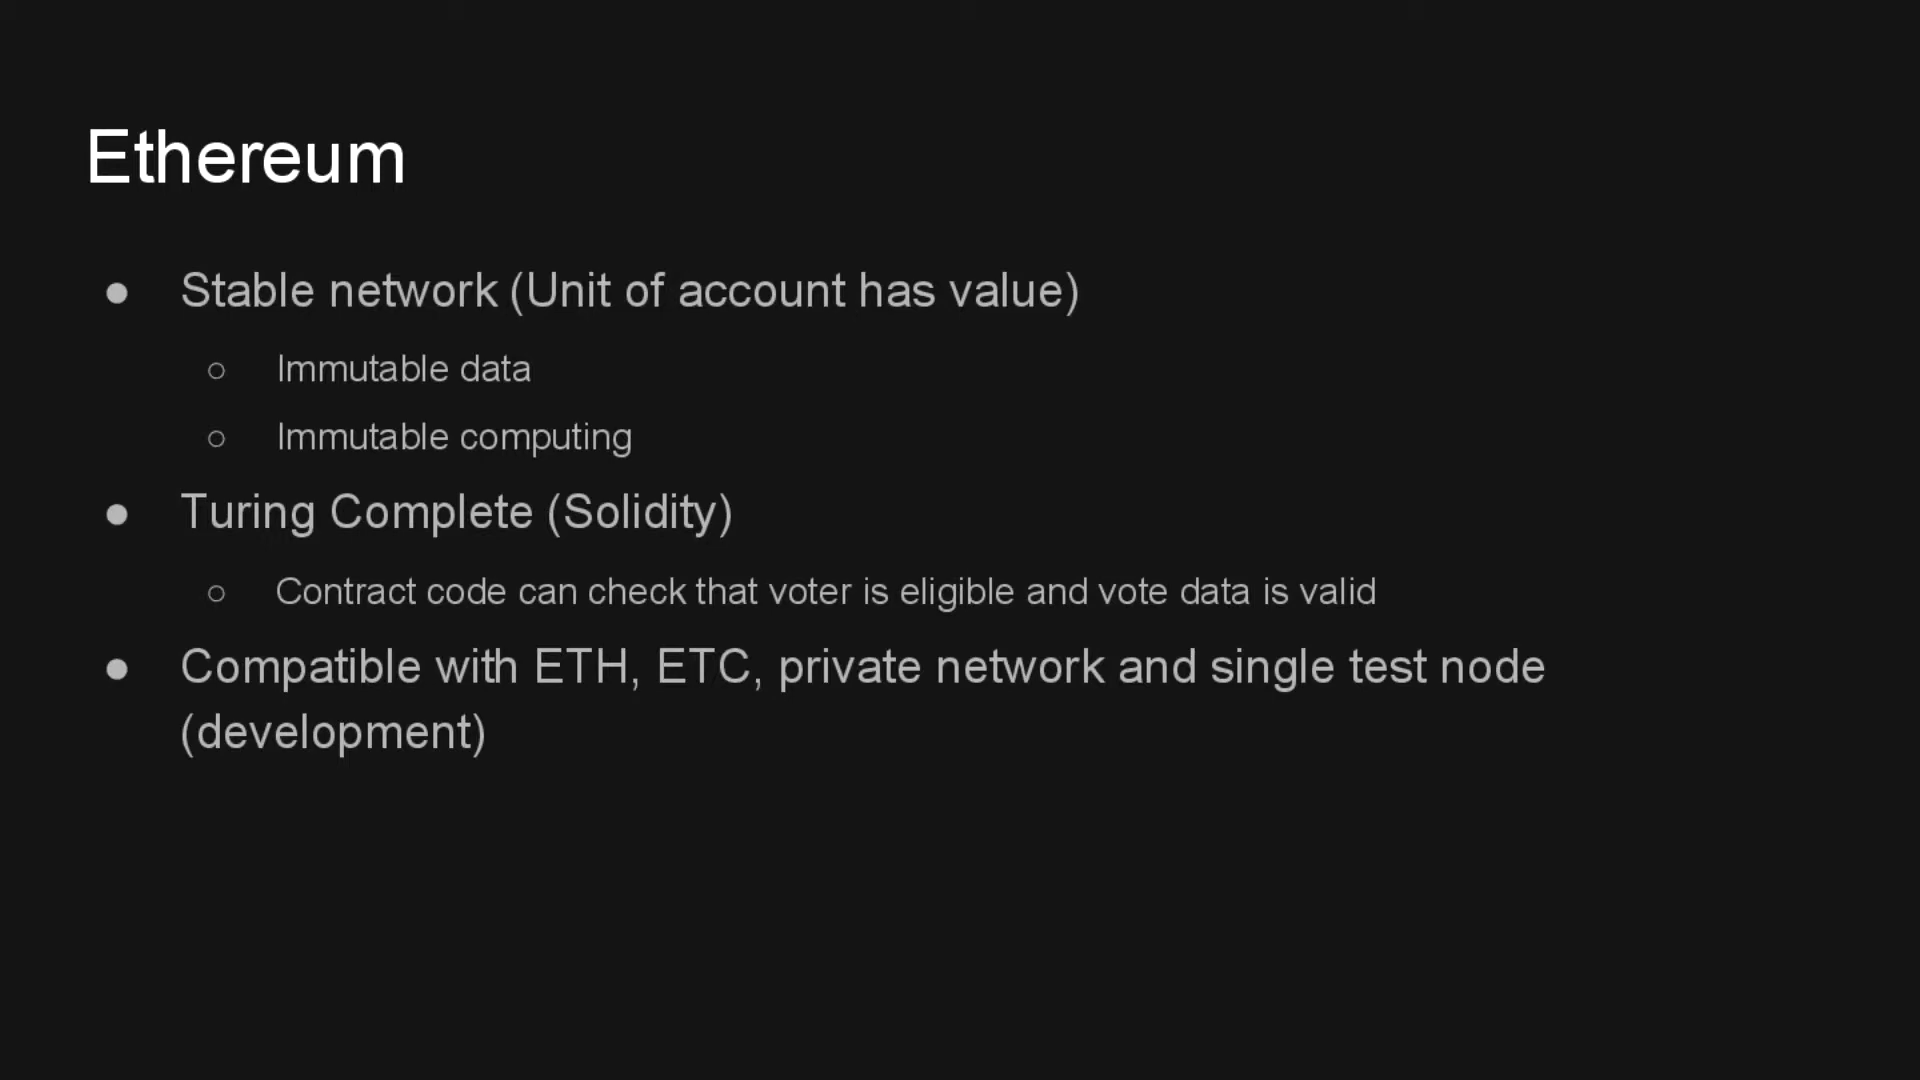 Ethereum
● Stable network (Unit of account has value)
○ Immutable data
○ Immutable computing
● Turing Complete (Solidity)
○ Contract code can check that voter is eligible and vote data is valid
● Compatible with ETH, ETC, private network and single test node
(development)